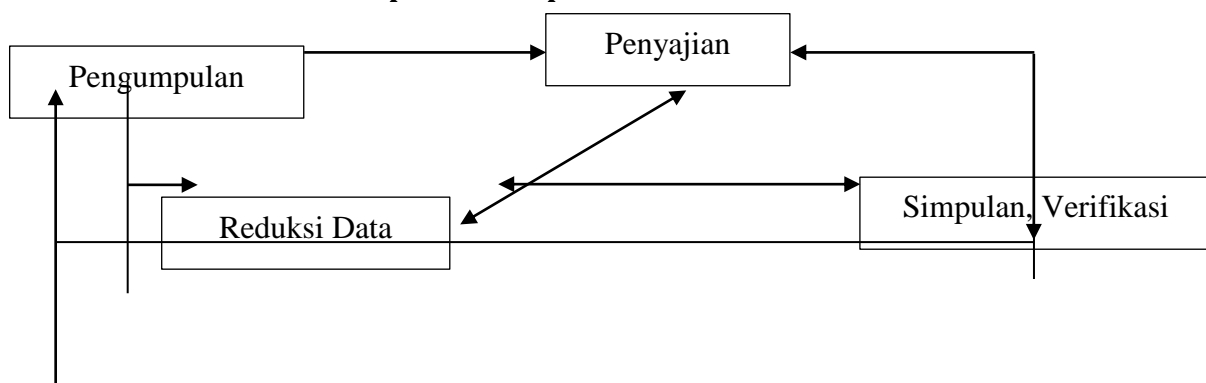 Penyajian
Pengumpulan
Reduksi Data
Simpulan, Verifikasi